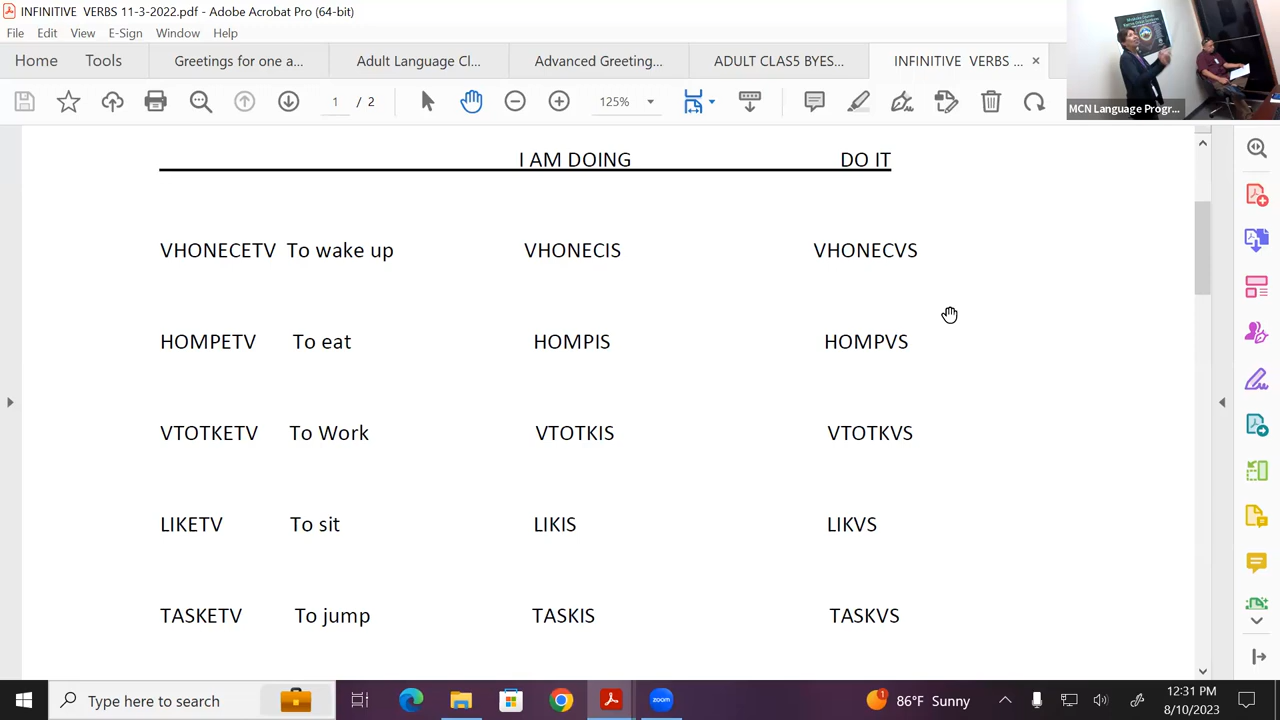 INFINITIVE VERBS 11-3-2022.pdf - Adobe Acrobat Pro (64-bit)
File Edit View E-Sign Window Help
Home Tools Greetings for one a... Adult Language Cl... Advanced Greeting... ADULT CLAS5 BYES... INFINITIVE VERBS ... ×
1 / 2 125%
MCN Language Progr...
I AM DOING DO IT
VHONECETV To wake up VHONECIS VHONECVS
HOMPETV To eat HOMPIS HOMPVS
VTOTKETV To Work VTOTKIS VTOTKVS
LIKETV To sit LIKIS LIKVS
TASKETV To jump TASKIS TASKVS
Type here to search
zoom
1 86°F Sunny
12:31 PM
8/10/2023